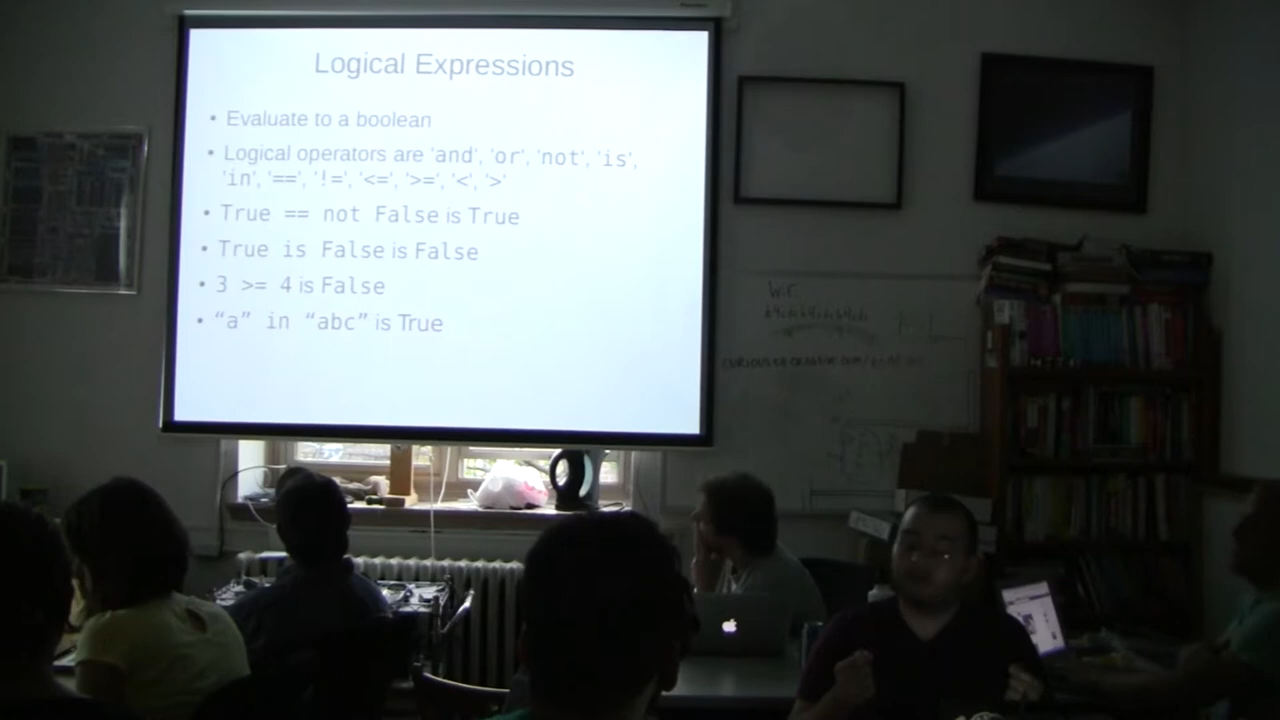 Logical Expressions
• Evaluate to a boolean
• Logical operators are 'and', 'or', 'not', 'is',
'in', '==', '!=', '<=', '>=', '<', '>'
• True == not False is True
• True is False is False
• 3 >= 4 is False
• “a” in “abc” is True